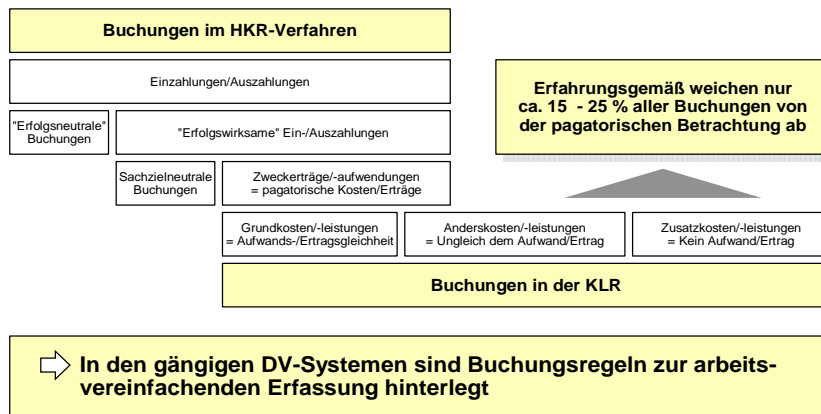 Buchungen im HKR-Verfahren
Einzahlungen/Auszahlungen
Erfahrungsgemäß weichen nur
ca. 15 - 25 % aller Buchungen von
der pagatorischen Betrachtung ab
"Erfolgsneutrale"
Buchungen
"Erfolgswirksame" Ein-/Auszahlungen
Sachzielneutrale
Buchungen
Zweckerträge/-aufwendungen
= pagatorische Kosten/Erträge
Grundkosten/-leistungen
= Aufwands-/Ertragsgleichheit
Anderskosten/-leistungen
= Ungleich dem Aufwand/Ertrag
Zusatzkosten/-leistungen
= Kein Aufwand/Ertrag
Buchungen in der KLR
In den gängigen DV-Systemen sind Buchungsregeln zur arbeits-
vereinfachenden Erfassung hinterlegt